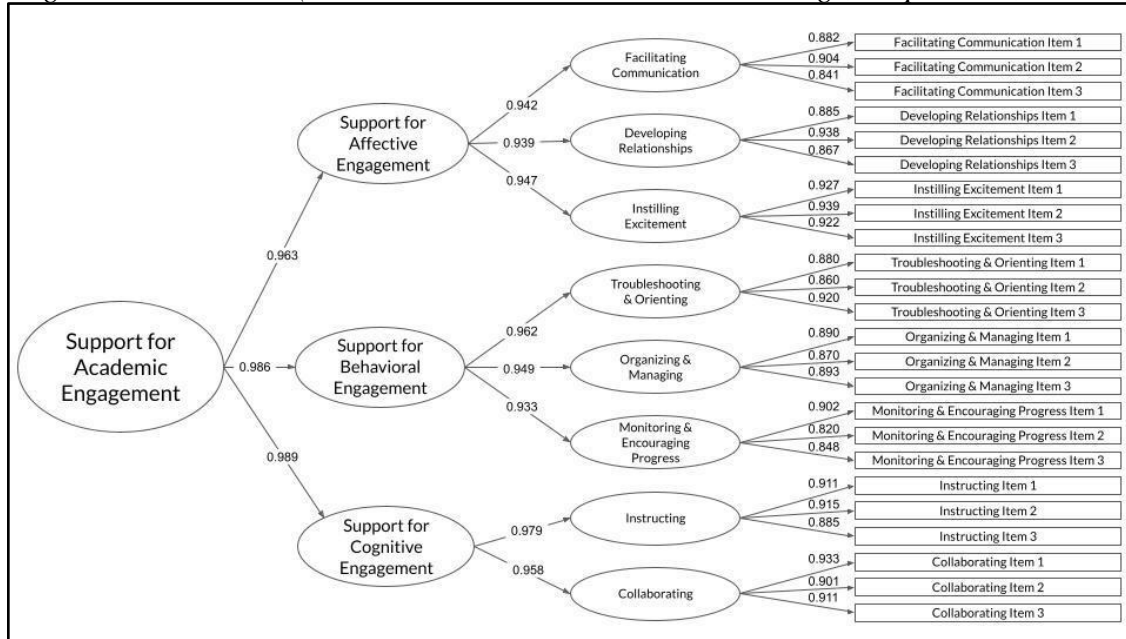 Support for
Academic
Engagement
0.963
0.986
0.989
Support for
Affective
Engagement
0.942
0.939
0.947
Support for
Behavioral
Engagement
0.962
0.949
0.933
Support for
Cognitive
Engagement
0.979
0.958
Facilitating
Communication
0.882
0.904
0.841
Facilitating Communication Item 1
Facilitating Communication Item 2
Facilitating Communication Item 3
Developing
Relationships
0.885
0.938
0.867
Developing Relationships Item 1
Developing Relationships Item 2
Developing Relationships Item 3
Instilling
Excitement
0.927
0.939
0.922
Instilling Excitement Item 1
Instilling Excitement Item 2
Instilling Excitement Item 3
Troubleshooting
& Orienting
0.880
0.860
0.920
Troubleshooting & Orienting Item 1
Troubleshooting & Orienting Item 2
Troubleshooting & Orienting Item 3
Organizing &
Managing
0.890
0.870
0.893
Organizing & Managing Item 1
Organizing & Managing Item 2
Organizing & Managing Item 3
Monitoring &
Encouraging
Progress
0.902
0.820
0.848
Monitoring & Encouraging Progress Item 1
Monitoring & Encouraging Progress Item 2
Monitoring & Encouraging Progress Item 3
Instructing
0.911
0.915
0.885
Instructing Item 1
Instructing Item 2
Instructing Item 3
Collaborating
0.933
0.901
0.911
Collaborating Item 1
Collaborating Item 2
Collaborating Item 3